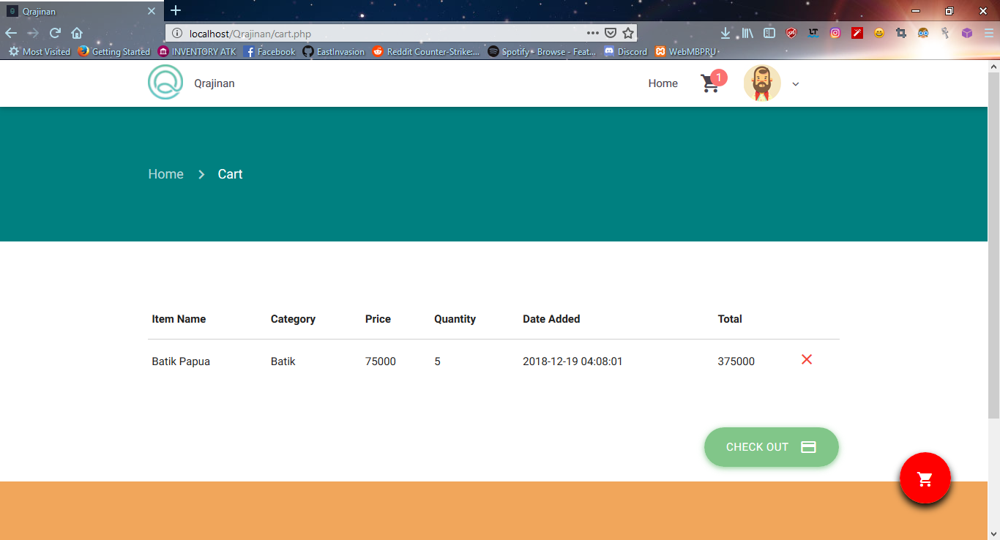 Qrajinan
localhost/Qrajinan/cart.php
Most Visited Getting Started INVENTORY ATK Facebook EastInvasion Reddit Counter-Strike:... Spotify - Browse - Feat... Discord WebMBPRU
Qrajinan Home 1
Home Cart
Item Name Category Price Quantity Date Added Total
Batik Papua Batik 75000 5 2018-12-19 04:08:01 375000
CHECK OUT